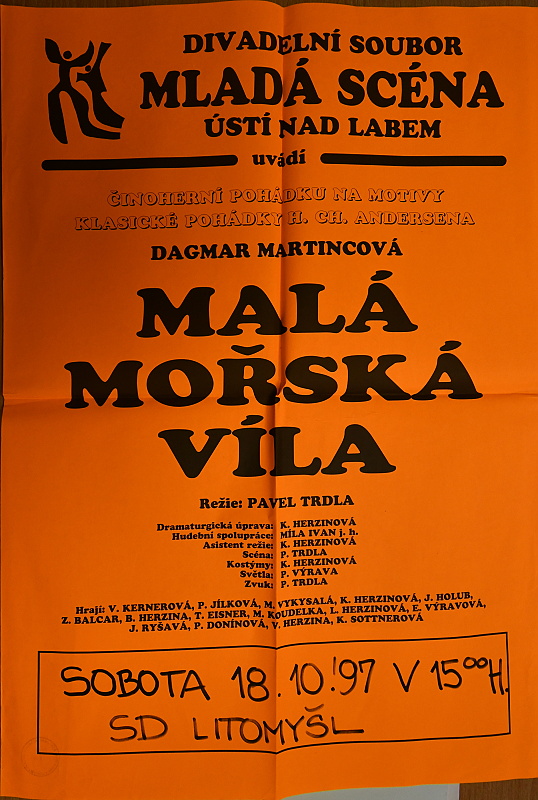 DIVADELNÍ SOUBOR
MLADÁ SCÉNA
ÚSTÍ NAD LABEM
uvádí
ČINOHERNÍ POHÁDKU NA MOTIVY
KLASICKÉ POHÁDKY H. CH. ANDERSENA
DAGMAR MARTINCOVÁ
MALÁ
MOŘSKÁ
VÍLA
Režie: PAVEL TRDLA
Dramaturgická úprava: K. HERZINOVÁ
Hudební spolupráce: MÍLA IVAN j. h.
Asistent režie: K. HERZINOVÁ
Scéna: P. TRDLA
Kostýmy: K. HERZINOVÁ
Světla: P. VÝRAVA
Zvuk: P. TRDLA
Hrají: V. KERNEROVÁ, P. JÍLKOVÁ, M. VYKYSALÁ, K. HERZINOVÁ, J. HOLUB,
Z. BALCAR, B. HERZINA, T. EISNER, M. KOUDELKA, L. HERZINOVÁ, E. VÝRAVOVÁ,
J. RYŠAVÁ, P. DONÍNOVÁ, V. HERZINA, K. SOTTNEROVÁ
SOBOTA 18.10.'97 V 15⁰⁰H.
SD LITOMYŠL